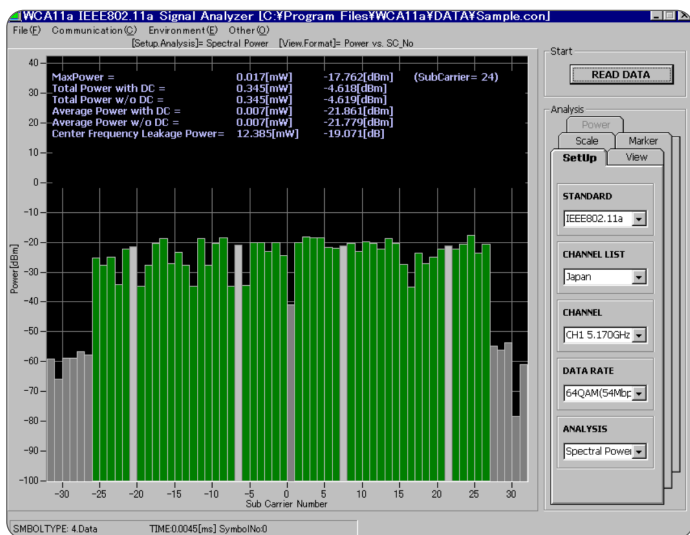 WCA11a IEEE802.11a Signal Analyzer [C:¥Program Files¥WCA11a¥DATA¥Sample.con]
File(F) Communication(C) Environment(E) Other(O)
[Setup.Analysis]= Spectral Power [View.Format]= Power vs. SC_No
MaxPower = 0.017[mW] -17.762[dBm] (SubCarrier= 24)
Total Power with DC = 0.345[mW] -4.618[dBm]
Total Power w/o DC = 0.345[mW] -4.619[dBm]
Average Power with DC = 0.007[mW] -21.861[dBm]
Average Power w/o DC = 0.007[mW] -21.779[dBm]
Center Frequency Leakage Power= 12.385[mW] -19.071[dB]
Power[dBm]
40
30
20
10
0
-10
-20
-30
-40
-50
-60
-70
-80
-90
-100
-30 -25 -20 -15 -10 -5 0 5 10 15 20 25 30
Sub Carrier Number
Start
READ DATA
Analysis
Power
Scale Marker
SetUp View
STANDARD
IEEE802.11a
CHANNEL LIST
Japan
CHANNEL
CH1 5.170GHz
DATA RATE
64QAM(54Mbp
ANALYSIS
Spectral Power
SMBOLTYPE: 4.Data TIME:0.0045[ms] SymbolNo:0